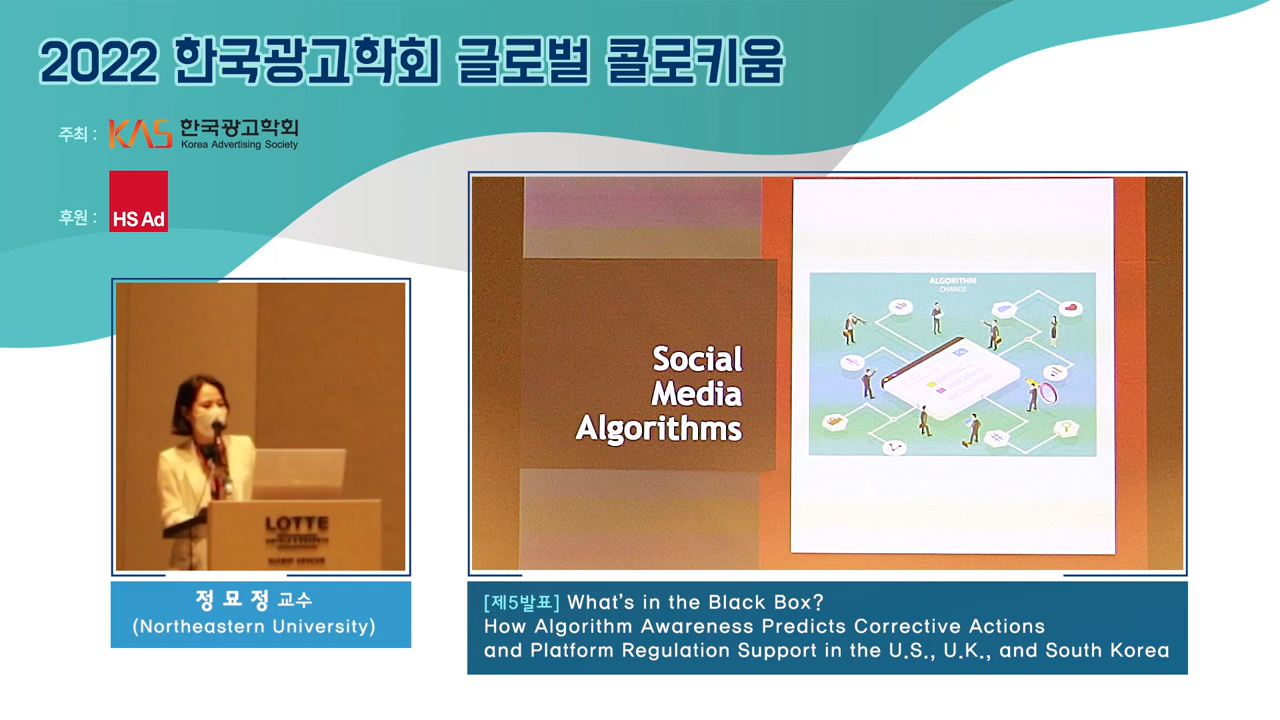 2022 한국광고학회 글로벌 콜로키움
주최 :
KAS 한국광고학회
Korea Advertising Society
후원 :
HS Ad
ALGORITHM
CHANGE
Social
Media
Algorithms
LOTTE
정 묘 정 교수
(Northeastern University)
[제5발표] What's in the Black Box?
How Algorithm Awareness Predicts Corrective Actions
and Platform Regulation Support in the U.S., U.K., and South Korea